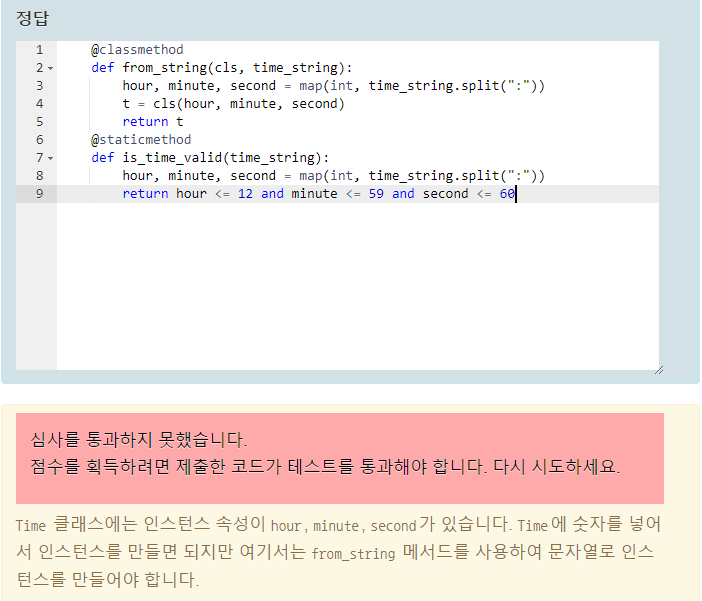 정답
1 @classmethod
2 def from_string(cls, time_string):
3 hour, minute, second = map(int, time_string.split(":"))
4 t = cls(hour, minute, second)
5 return t
6 @staticmethod
7 def is_time_valid(time_string):
8 hour, minute, second = map(int, time_string.split(":"))
9 return hour <= 12 and minute <= 59 and second <= 60
심사를 통과하지 못했습니다.
점수를 획득하려면 제출한 코드가 테스트를 통과해야 합니다. 다시 시도하세요.
Time 클래스에는 인스턴스 속성이 hour, minute, second가 있습니다. Time에 숫자를 넣어
서 인스턴스를 만들면 되지만 여기서는 from_string 메서드를 사용하여 문자열로 인스
턴스를 만들어야 합니다.